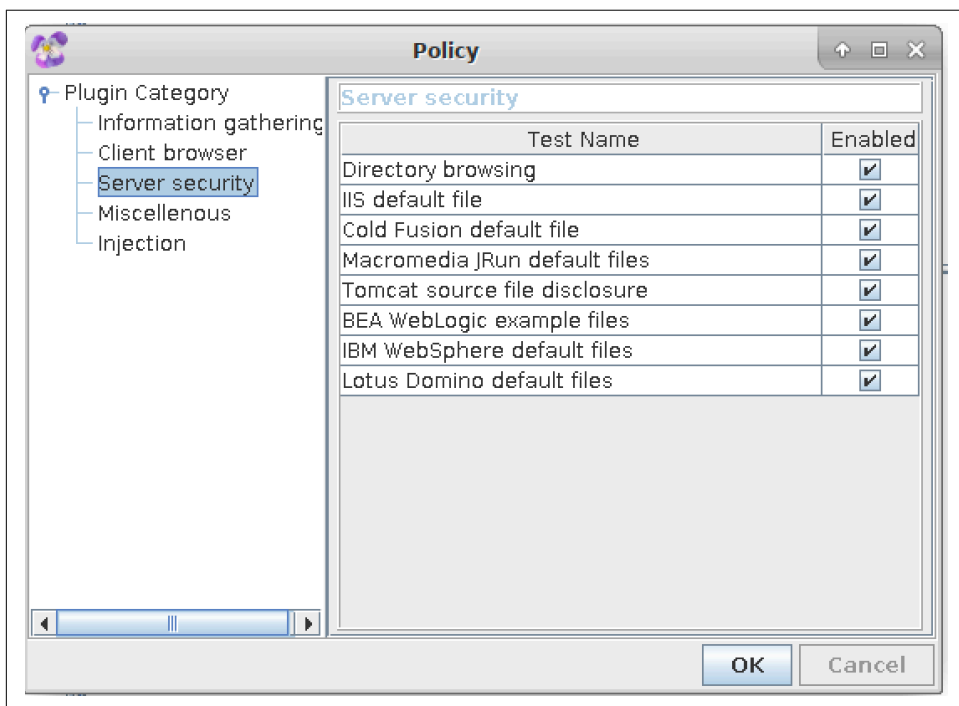 Policy
Plugin Category
Information gathering
Client browser
Server security
Miscellenous
Injection
Server security
Test Name Enabled
Directory browsing
IIS default file
Cold Fusion default file
Macromedia JRun default files
Tomcat source file disclosure
BEA WebLogic example files
IBM WebSphere default files
Lotus Domino default files
OK Cancel